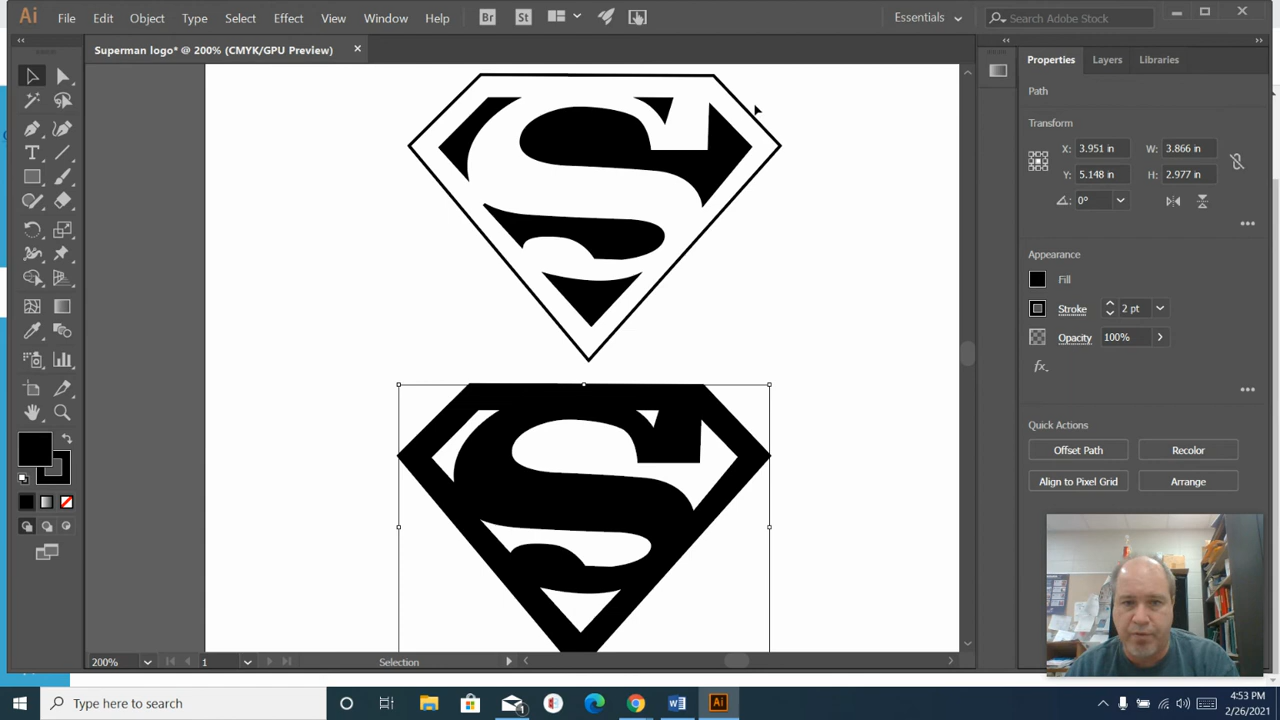 Ai File Edit Object Type Select Effect View Window Help Br St Essentials Search Adobe Stock
Superman logo* @ 200% (CMYK/GPU Preview)
Properties Layers Libraries
Path
Transform
X: 3.951 in W: 3.866 in
Y: 5.148 in H: 2.977 in
0°
Appearance
Fill
Stroke 2 pt
Opacity 100%
fx.
Quick Actions
Offset Path Recolor
Align to Pixel Grid Arrange
S
S
200% 1 Selection
Type here to search
1
Ai
4:53 PM
2/26/2021